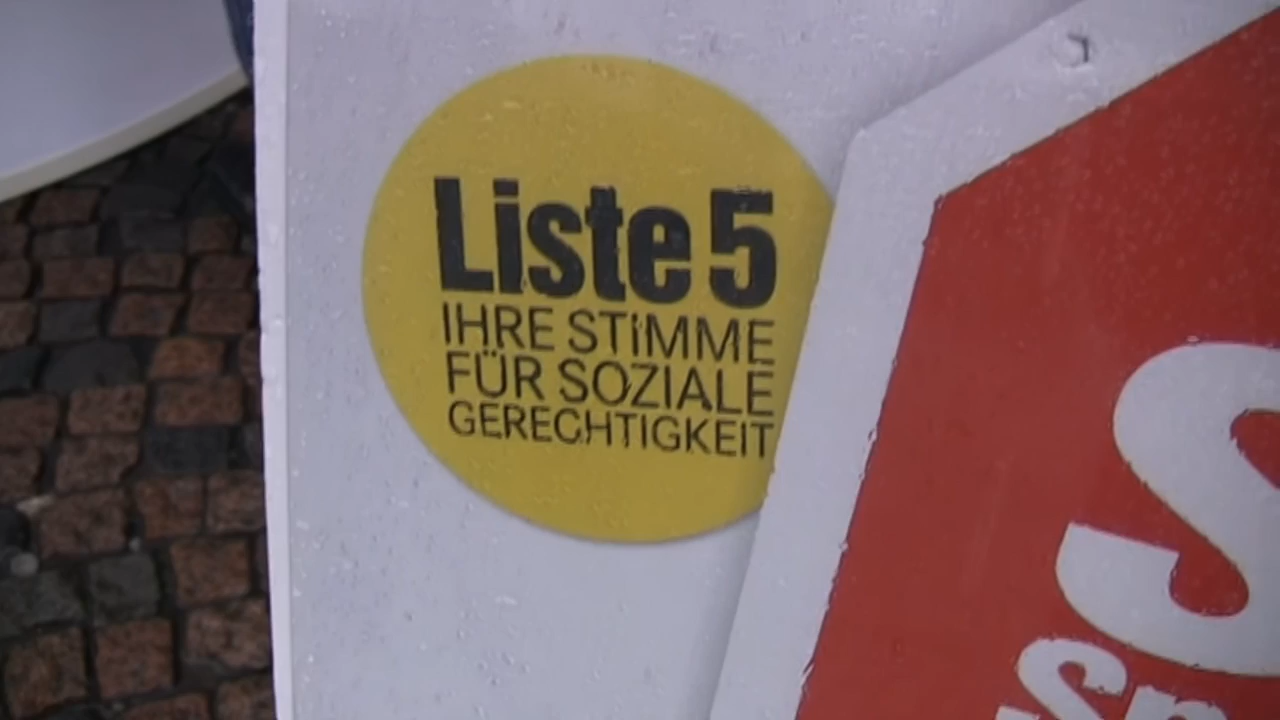 Liste 5
IHRE STIMME
FÜR SOZIALE
GERECHTIGKEIT
S